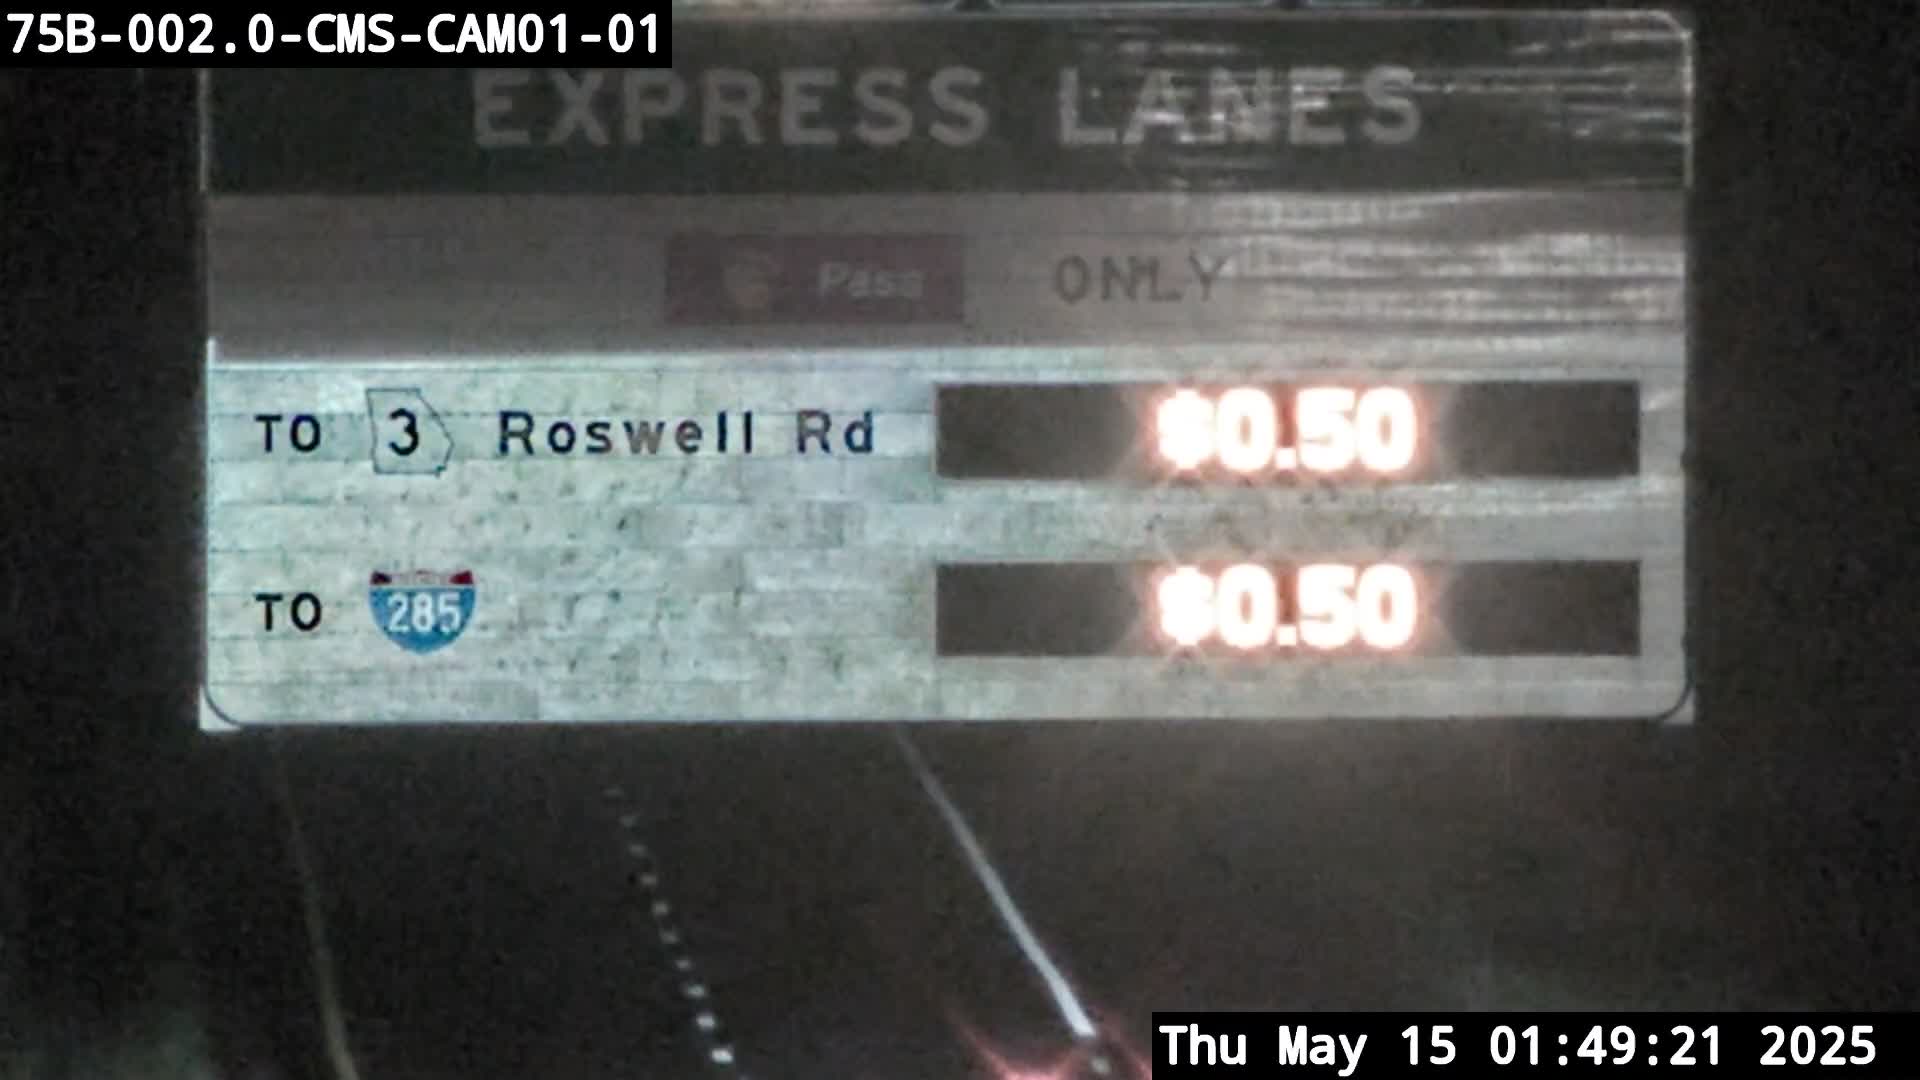 75B-002.0-CMS-CAM01-01
EXPRESS LANES
Pass ONLY
TO 3 Roswell Rd $0.50
TO 285 $0.50
Thu May 15 01:49:21 2025